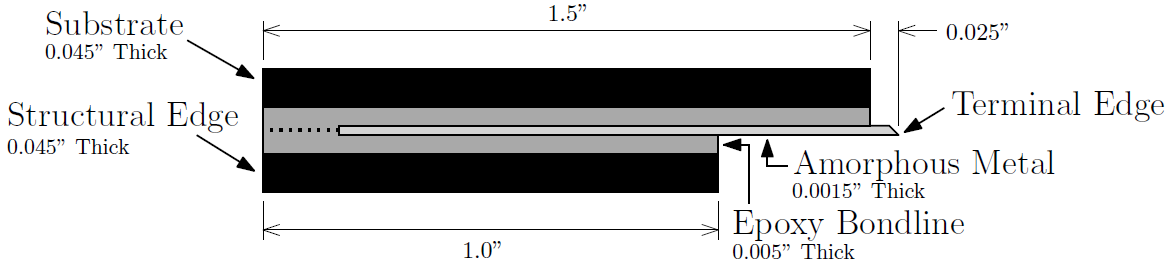 1.5”
Substrate
0.045” Thick
0.025”
Structural Edge
0.045” Thick
Terminal Edge
Amorphous Metal
0.0015” Thick
Epoxy Bondline
0.005” Thick
1.0”